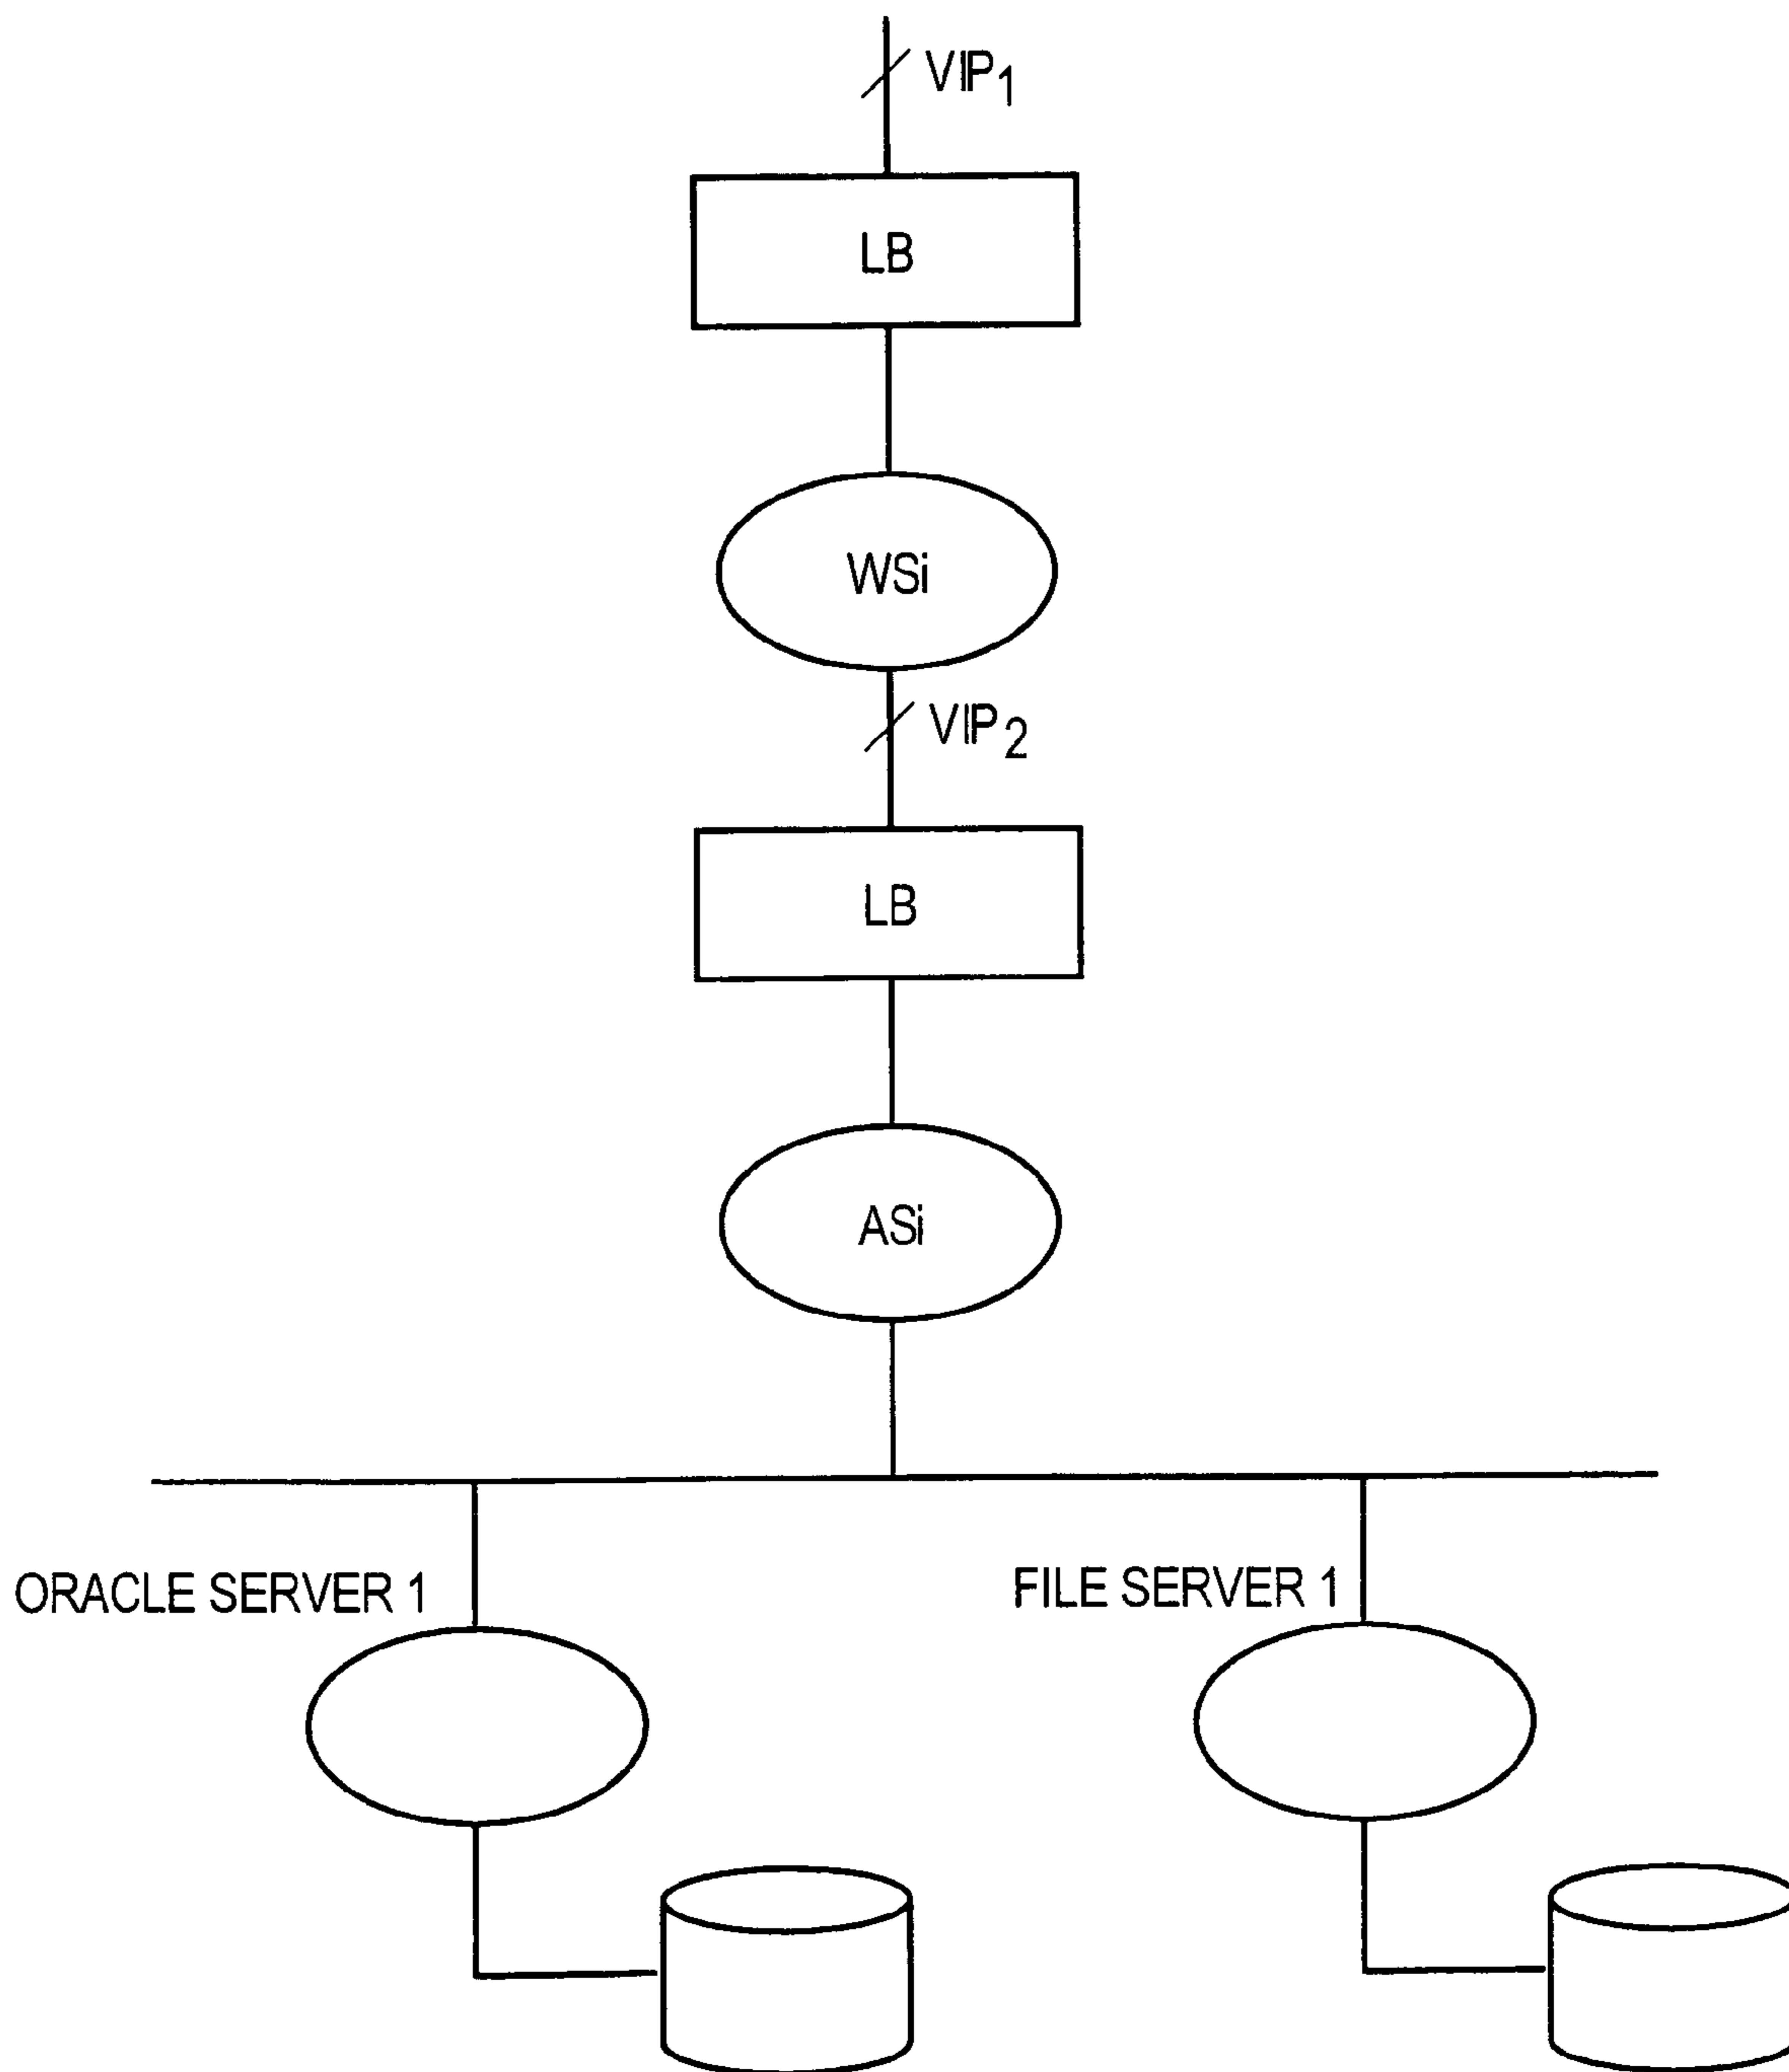 VIP1
LB
WSi
VIP2
LB
ASi
ORACLE SERVER 1
FILE SERVER 1